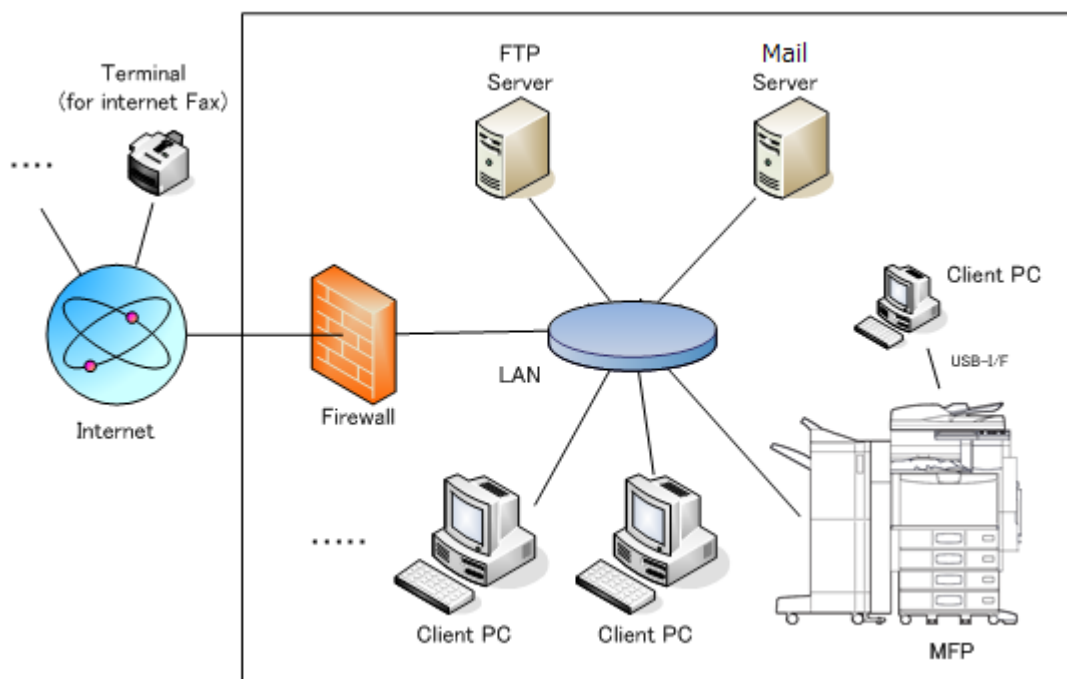 FTP
Server
Mail
Server
Terminal
(for internet Fax)
....
Client PC
USB-I/F
LAN
Firewall
Internet
.....
Client PC
Client PC
MFP